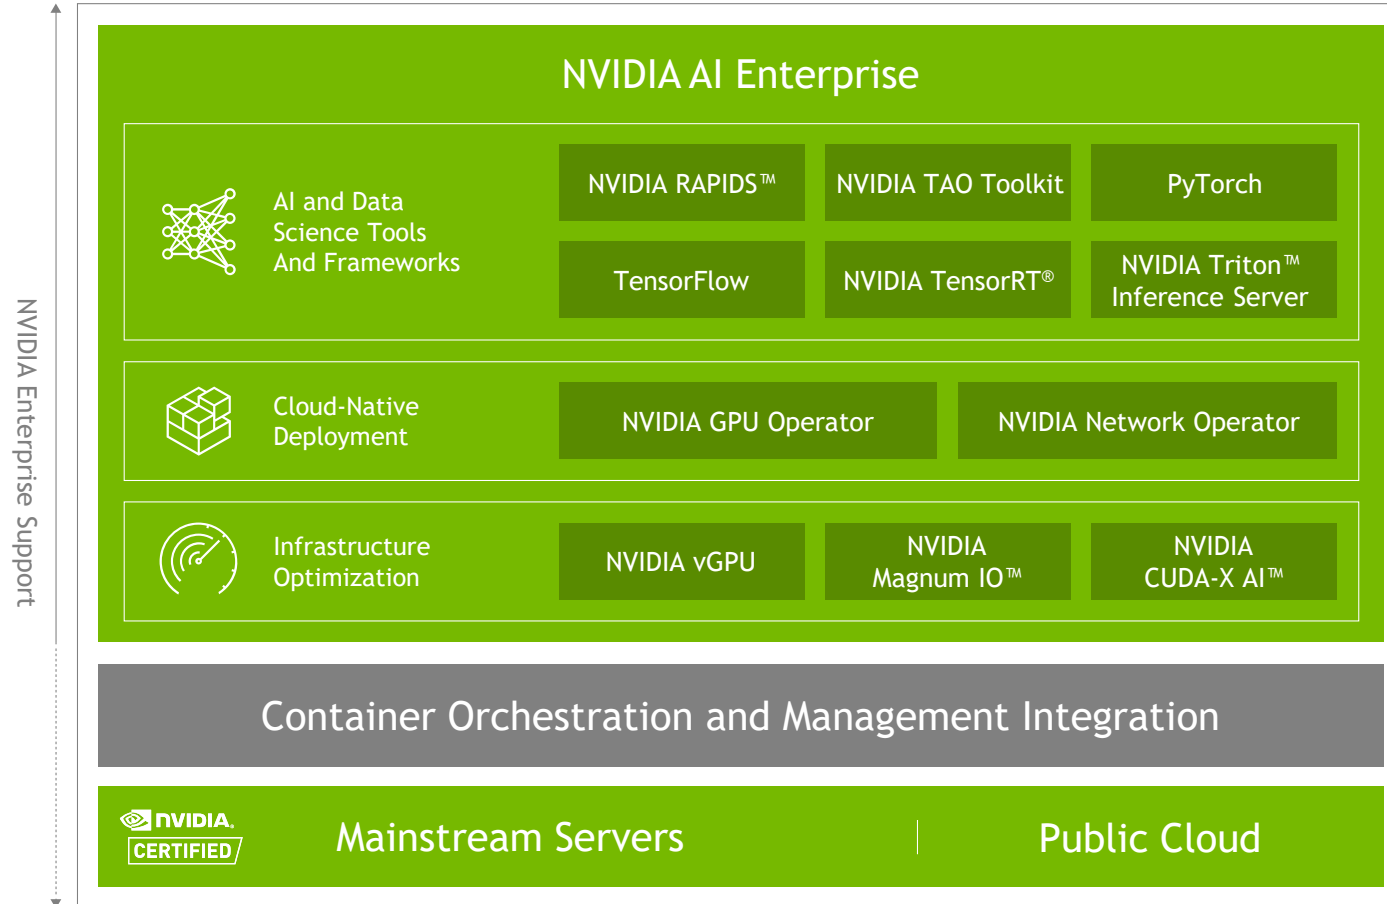 NVIDIA AI Enterprise
AI and Data
Science Tools
And Frameworks
NVIDIA RAPIDS™
NVIDIA TAO Toolkit
PyTorch
TensorFlow
NVIDIA TensorRT®
NVIDIA Triton™
Inference Server
Cloud-Native
Deployment
NVIDIA GPU Operator
NVIDIA Network Operator
Infrastructure
Optimization
NVIDIA vGPU
NVIDIA
Magnum IO™
NVIDIA
CUDA-X AI™
NVIDIA Enterprise Support
Container Orchestration and Management Integration
NVIDIA.
CERTIFIED
Mainstream Servers
Public Cloud